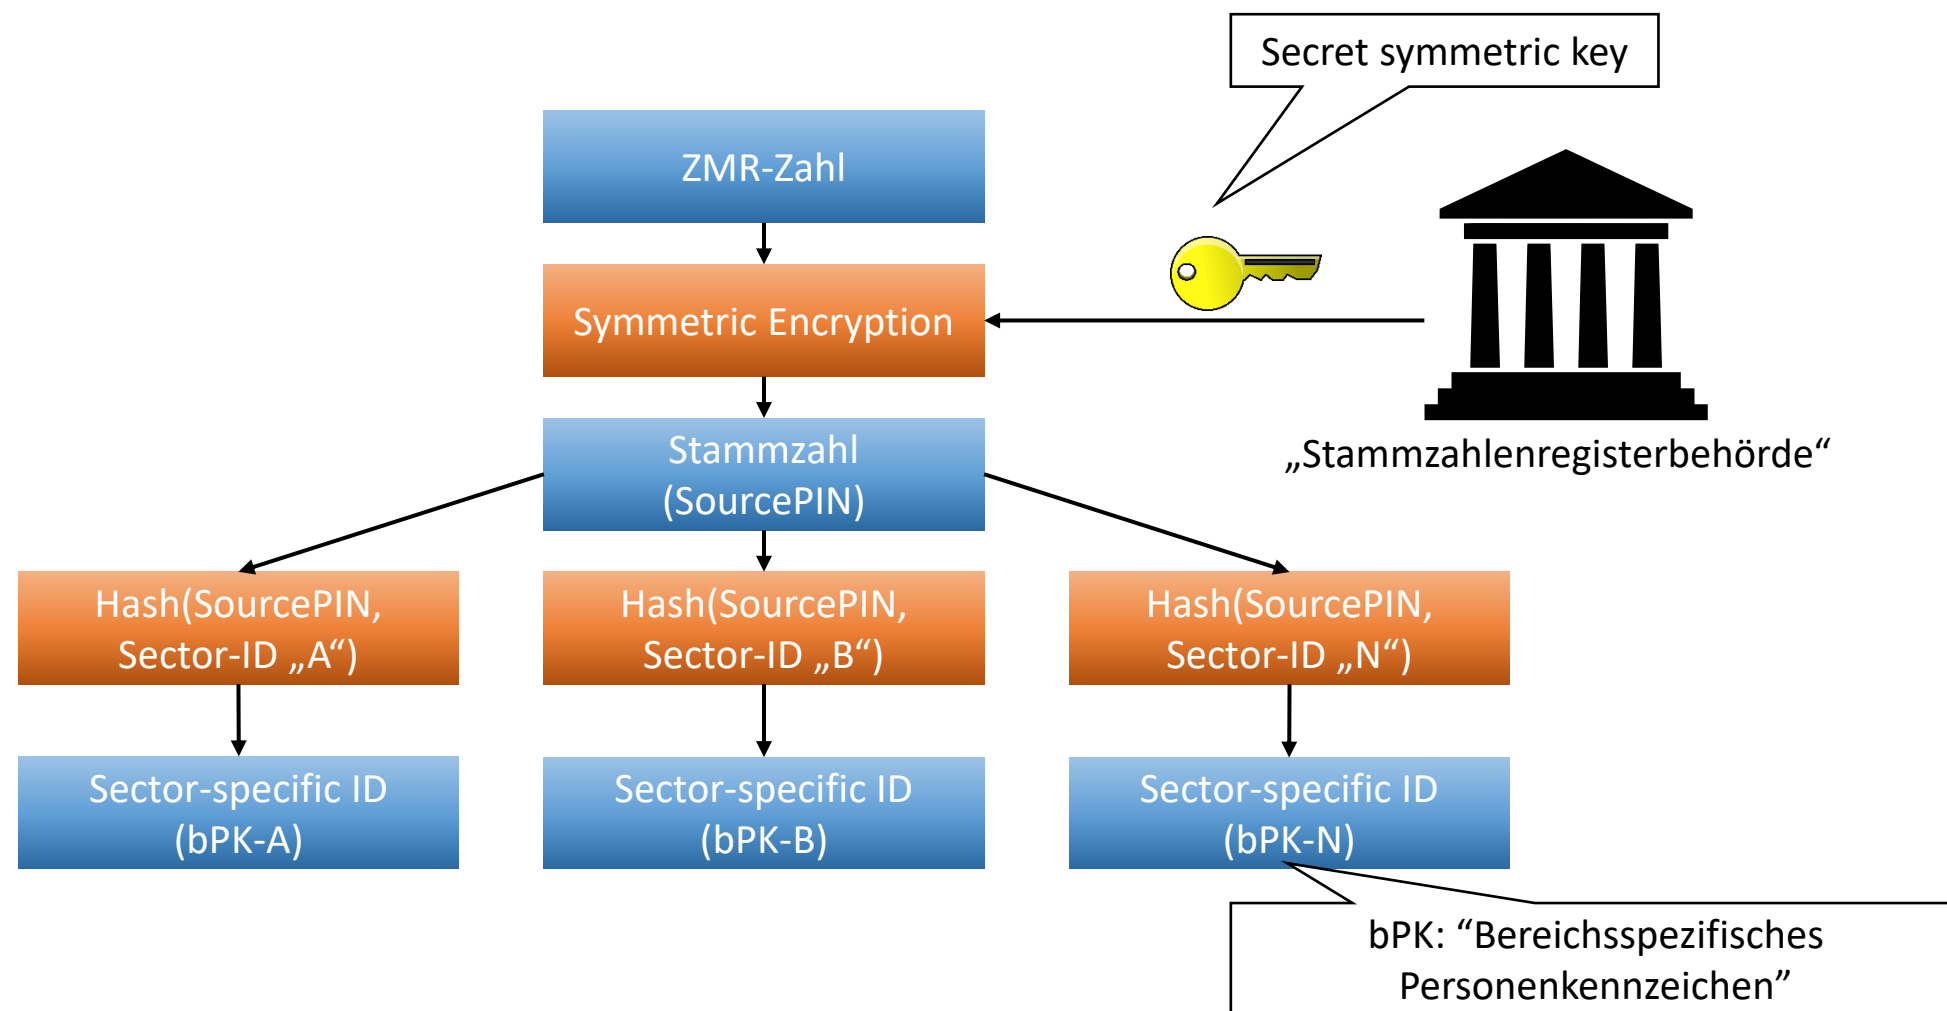 Secret symmetric key
ZMR-Zahl
Symmetric Encryption
Stammzahl
(SourcePIN)
„Stammzahlenregisterbehörde“
Hash(SourcePIN,
Sector-ID „A“)
Hash(SourcePIN,
Sector-ID „B“)
Hash(SourcePIN,
Sector-ID „N“)
Sector-specific ID
(bPK-A)
Sector-specific ID
(bPK-B)
Sector-specific ID
(bPK-N)
bPK: “Bereichsspezifisches
Personenkennzeichen”